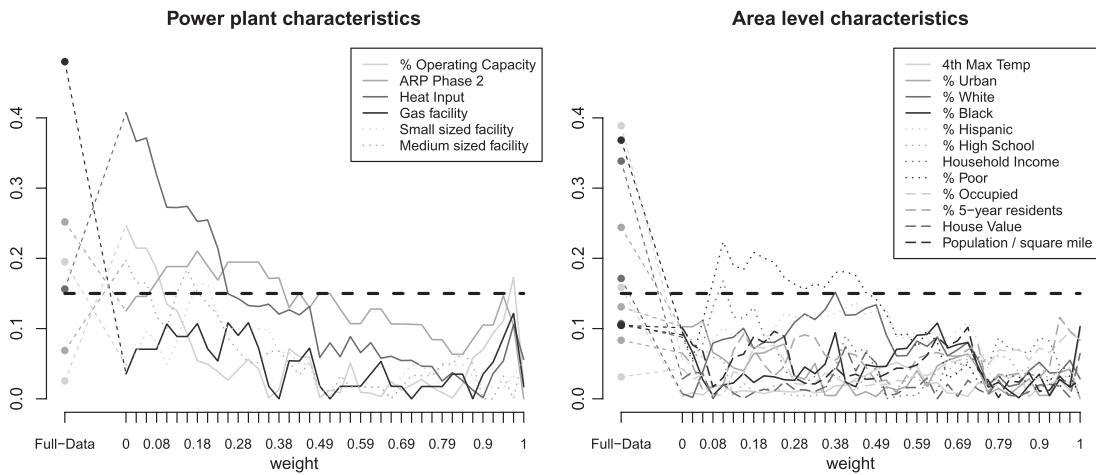 Power plant characteristics
% Operating Capacity
ARP Phase 2
Heat Input
Gas facility
Small sized facility
Medium sized facility
0.0
0.1
0.2
0.3
0.4
Full−Data
0
0.08
0.18
0.28
0.38
0.49
0.59
0.69
0.79
0.9
1
weight
Area level characteristics
4th Max Temp
% Urban
% White
% Black
% Hispanic
% High School
Household Income
% Poor
% Occupied
% 5−year residents
House Value
Population / square mile
0.0
0.1
0.2
0.3
0.4
Full−Data
0
0.08
0.18
0.28
0.38
0.49
0.59
0.69
0.79
0.9
1
weight